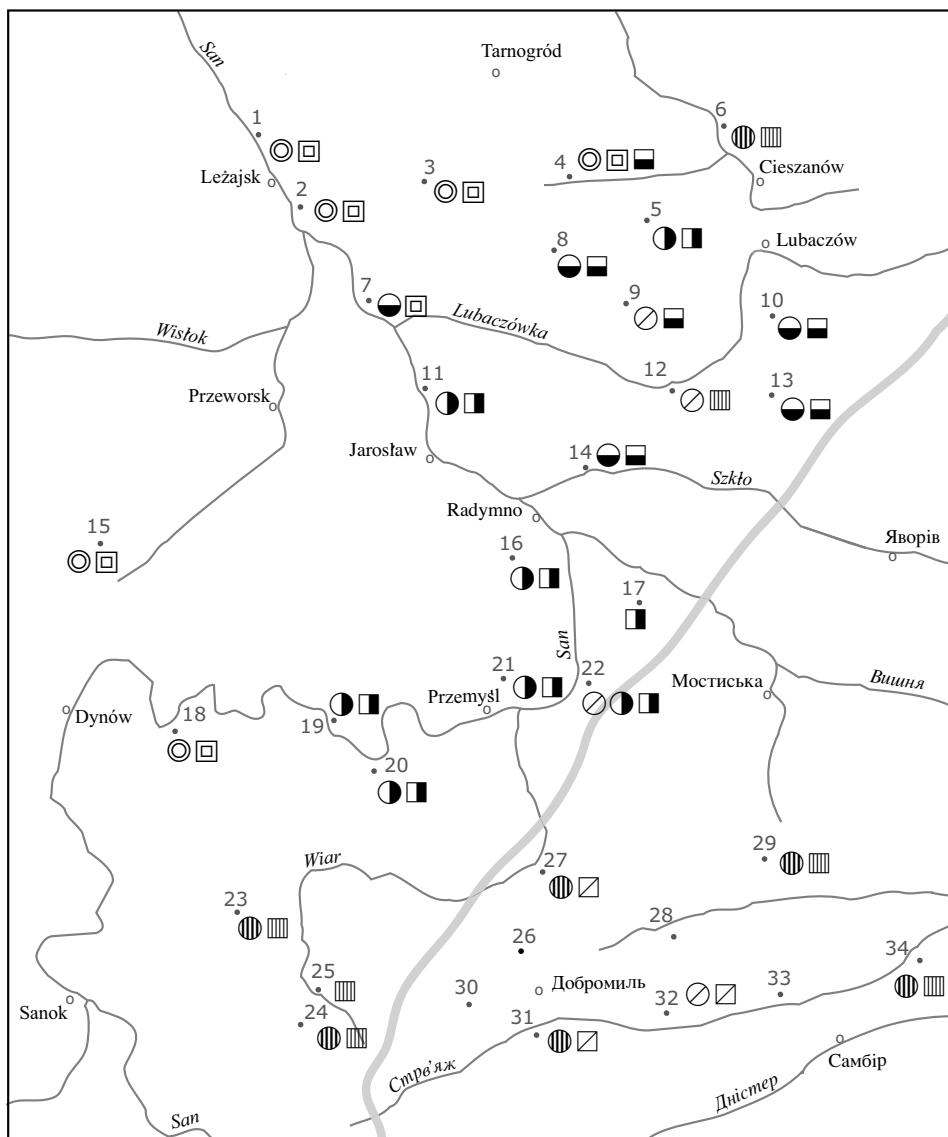 San
Tarnogród
1
6
3
4
Leżajsk
Cieszanów
2
5
8
Lubaczów
7
9
10
Lubaczówka
Wisłok
11
12
13
Przeworsk
Jarosław
14
Szkło
Radymno
15
Яворів
16
17
San
21
22
Мостиська
Вишня
Dynów
18
Przemyśl
19
20
Wiar
27
29
23
28
26
34
25
Добромиль
33
Sanok
30
32
24
31
Стрв'яж
Самбір
Дністер
San